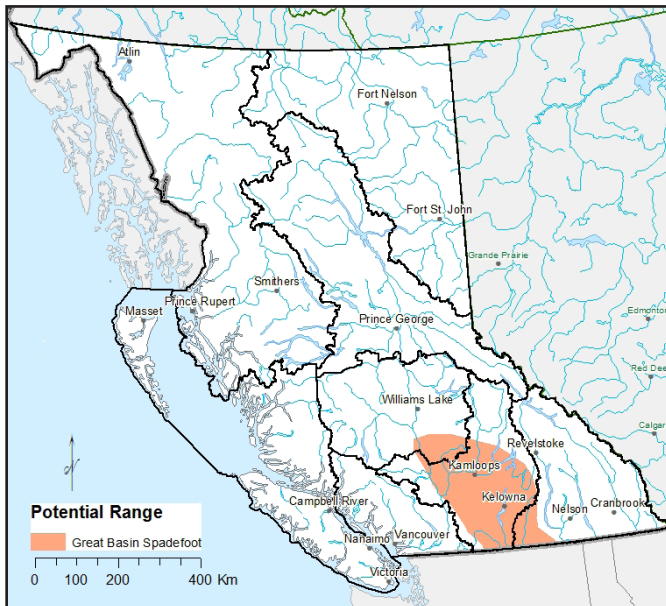 Atlin
Fort Nelson
Fort St. John
Grande Prairie
Smithers
Prince Rupert
Masset
Prince George
Edmonton
Red Dee
Williams Lake
Calgar
Revelstoke
Kamloops
Campbell River
Kelowna
Cranbrook
Nelson
Vancouver
Nanaimo
Victoria
N
Potential Range
Great Basin Spadefoot
0 100 200 400 Km